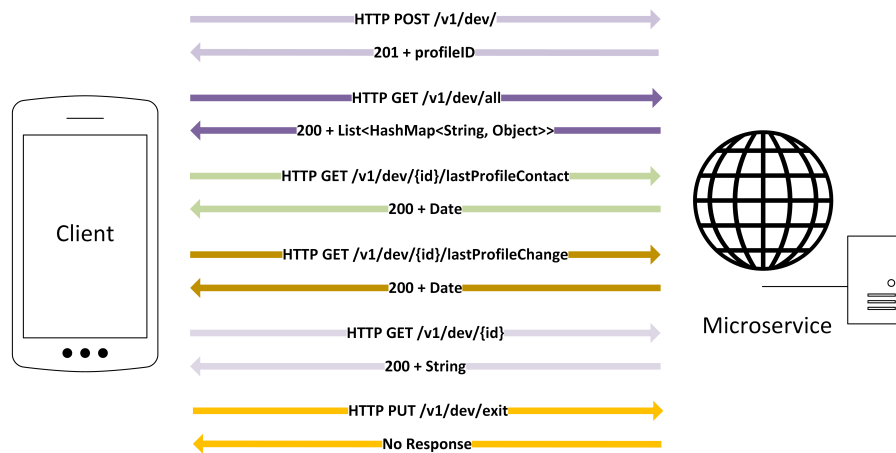 HTTP POST /v1/dev/
201 + profileID
HTTP GET /v1/dev/all
200 + List<HashMap<String, Object>>
HTTP GET /v1/dev/{id}/lastProfileContact
200 + Date
Client
HTTP GET /v1/dev/{id}/lastProfileChange
200 + Date
Microservice
HTTP GET /v1/dev/{id}
200 + String
HTTP PUT /v1/dev/exit
No Response